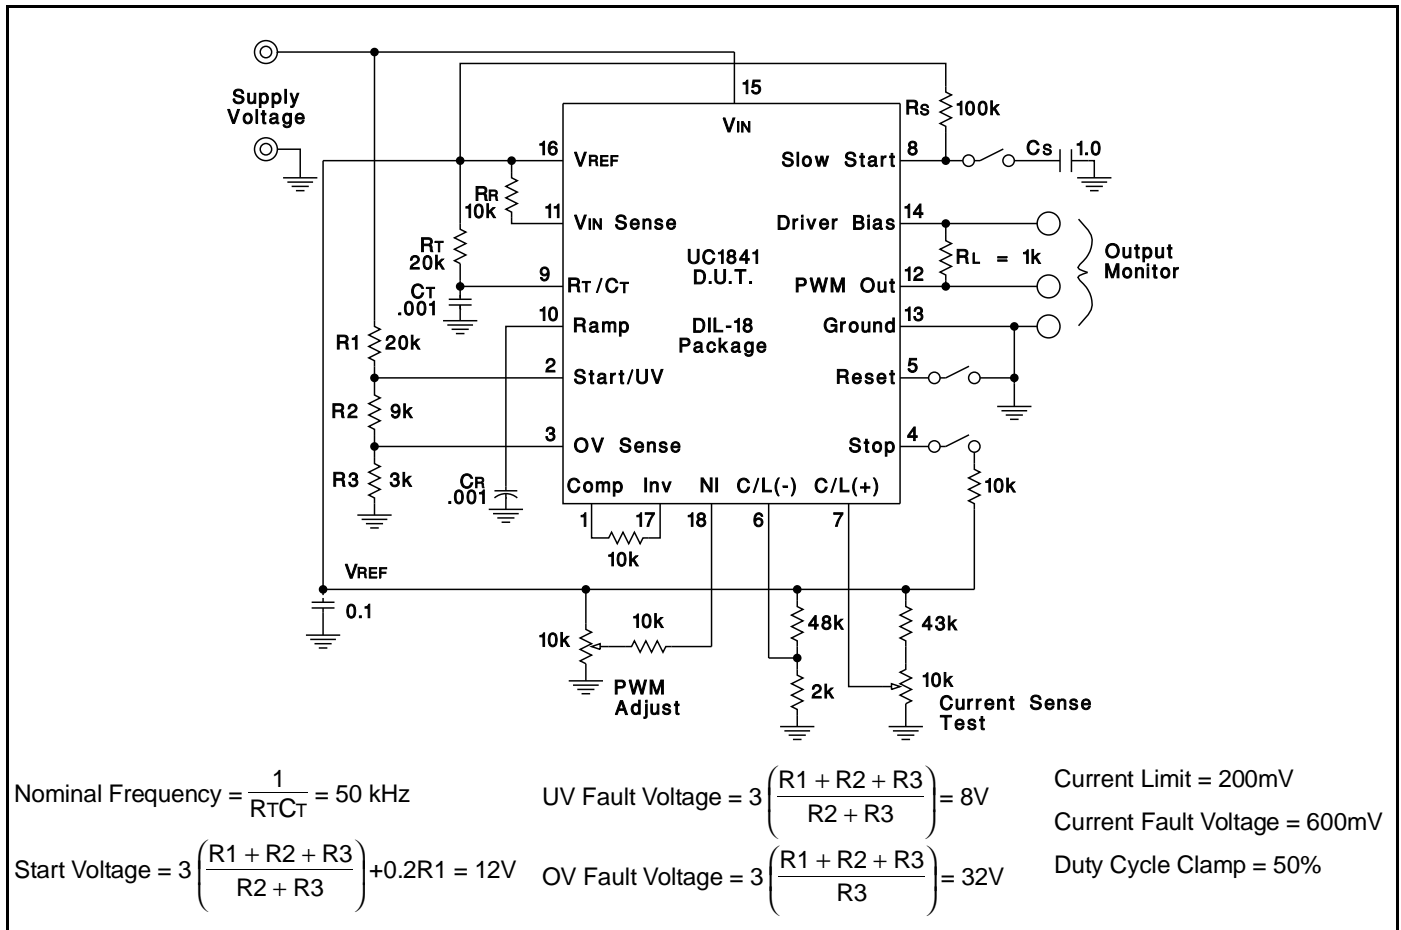 Supply
Voltage
15
VIN
Rs 100k
16 VREF
Slow Start 8
Cs 1.0
RR
10k
11 VIN Sense
Driver Bias 14
RL = 1k
Output
Monitor
RT
20k
UC1841
D.U.T.
PWM Out 12
9 RT/CT
CT
.001
10 Ramp
DIL-18
Package
Ground 13
R1 20k
2 Start/UV
Reset 5
R2 9k
3 OV Sense
Stop 4
R3 3k
CR
.001
Comp Inv NI C/L(-) C/L(+)
10k
1 17 18 6 7
10k
VREF
0.1
10k
10k
48k
43k
PWM
Adjust
2k
10k
Current Sense
Test
Nominal Frequency = 1 / RTCT = 50 kHz
UV Fault Voltage = 3 (R1 + R2 + R3 / R2 + R3) = 8V
Current Limit = 200mV
Current Fault Voltage = 600mV
Start Voltage = 3 (R1 + R2 + R3 / R2 + R3) +0.2R1 = 12V
OV Fault Voltage = 3 (R1 + R2 + R3 / R3) = 32V
Duty Cycle Clamp = 50%